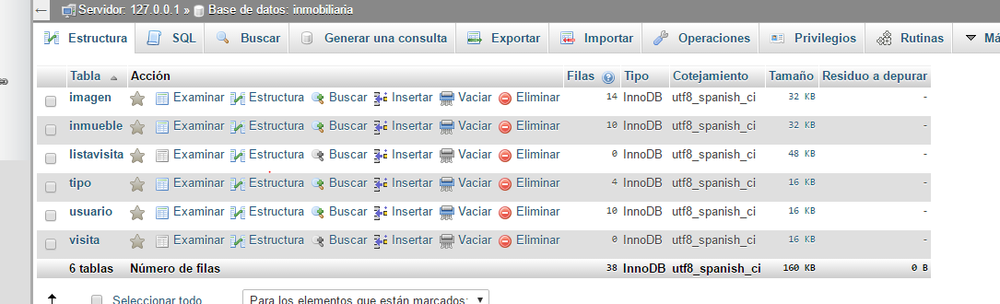 Servidor: 127.0.0.1 » Base de datos: inmobiliaria
Estructura SQL Buscar Generar una consulta Exportar Importar Operaciones Privilegios Rutinas Má
Tabla Acción Filas Tipo Cotejamiento Tamaño Residuo a depurar
imagen Examinar Estructura Buscar Insertar Vaciar Eliminar 14 InnoDB utf8_spanish_ci 32 KB -
inmueble Examinar Estructura Buscar Insertar Vaciar Eliminar 10 InnoDB utf8_spanish_ci 32 KB -
listavisita Examinar Estructura Buscar Insertar Vaciar Eliminar 0 InnoDB utf8_spanish_ci 48 KB -
tipo Examinar Estructura Buscar Insertar Vaciar Eliminar 4 InnoDB utf8_spanish_ci 16 KB -
usuario Examinar Estructura Buscar Insertar Vaciar Eliminar 10 InnoDB utf8_spanish_ci 16 KB -
visita Examinar Estructura Buscar Insertar Vaciar Eliminar 0 InnoDB utf8_spanish_ci 16 KB -
6 tablas Número de filas 38 InnoDB utf8_spanish_ci 160 KB 0 B
Seleccionar todo Para los elementos que están marcados: